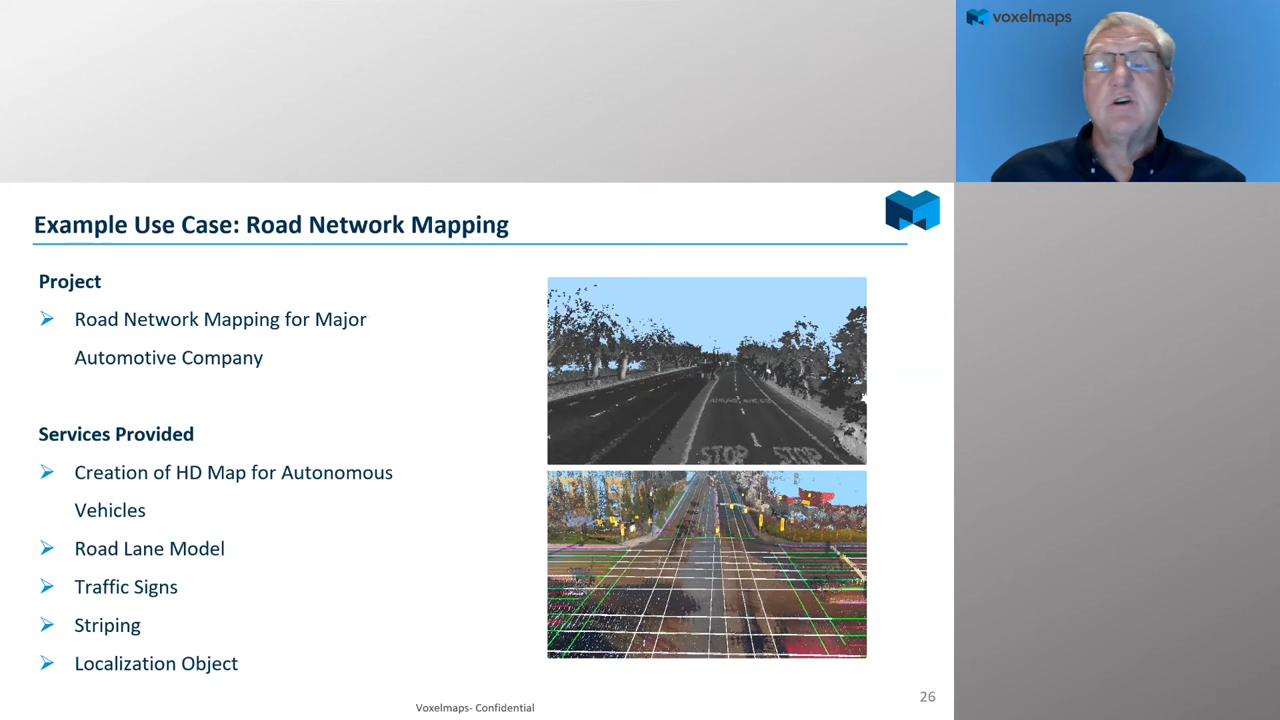 voxelmaps
Example Use Case: Road Network Mapping
Project
Road Network Mapping for Major
Automotive Company
Services Provided
Creation of HD Map for Autonomous
Vehicles
Road Lane Model
Traffic Signs
Striping
Localization Object
STOP STOP
Voxelmaps- Confidential
26